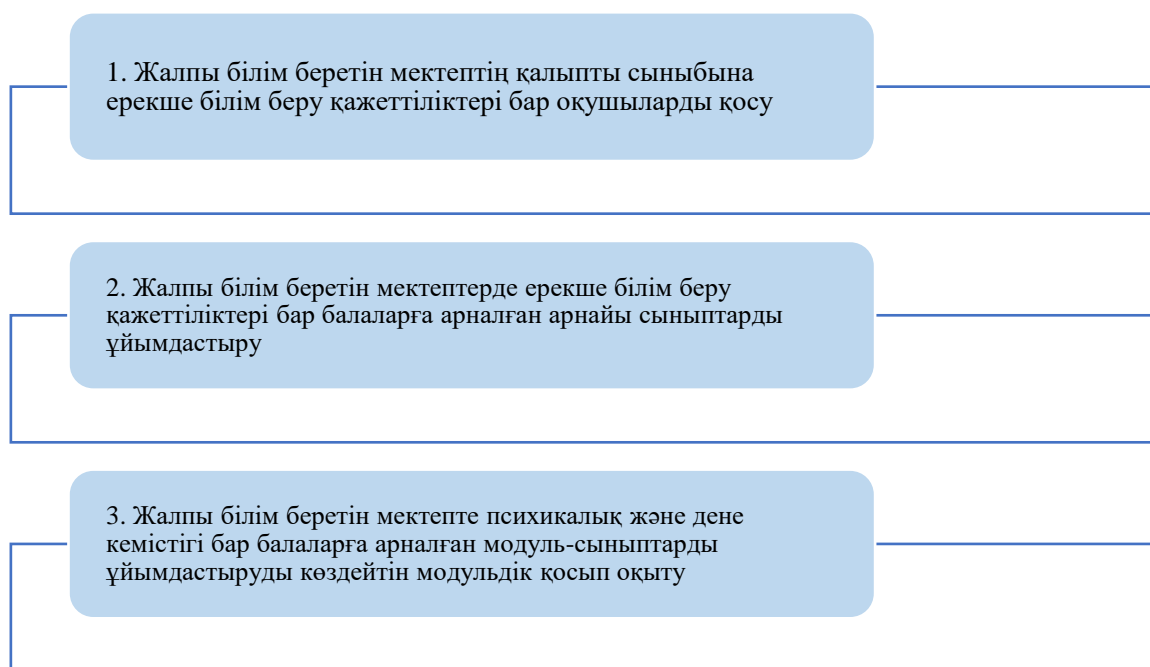 1. Жалпы білім беретін мектептің қалыпты сыныбына
ерекше білім беру қажеттіліктері бар оқушыларды қосу
2. Жалпы білім беретін мектептерде ерекше білім беру
қажеттіліктері бар балаларға арналған арнайы сыныптарды
ұйымдастыру
3. Жалпы білім беретін мектепте психикалық және дене
кемістігі бар балаларға арналған модуль-сыныптарды
ұйымдастыруды көздейтін модульдік қосып оқыту